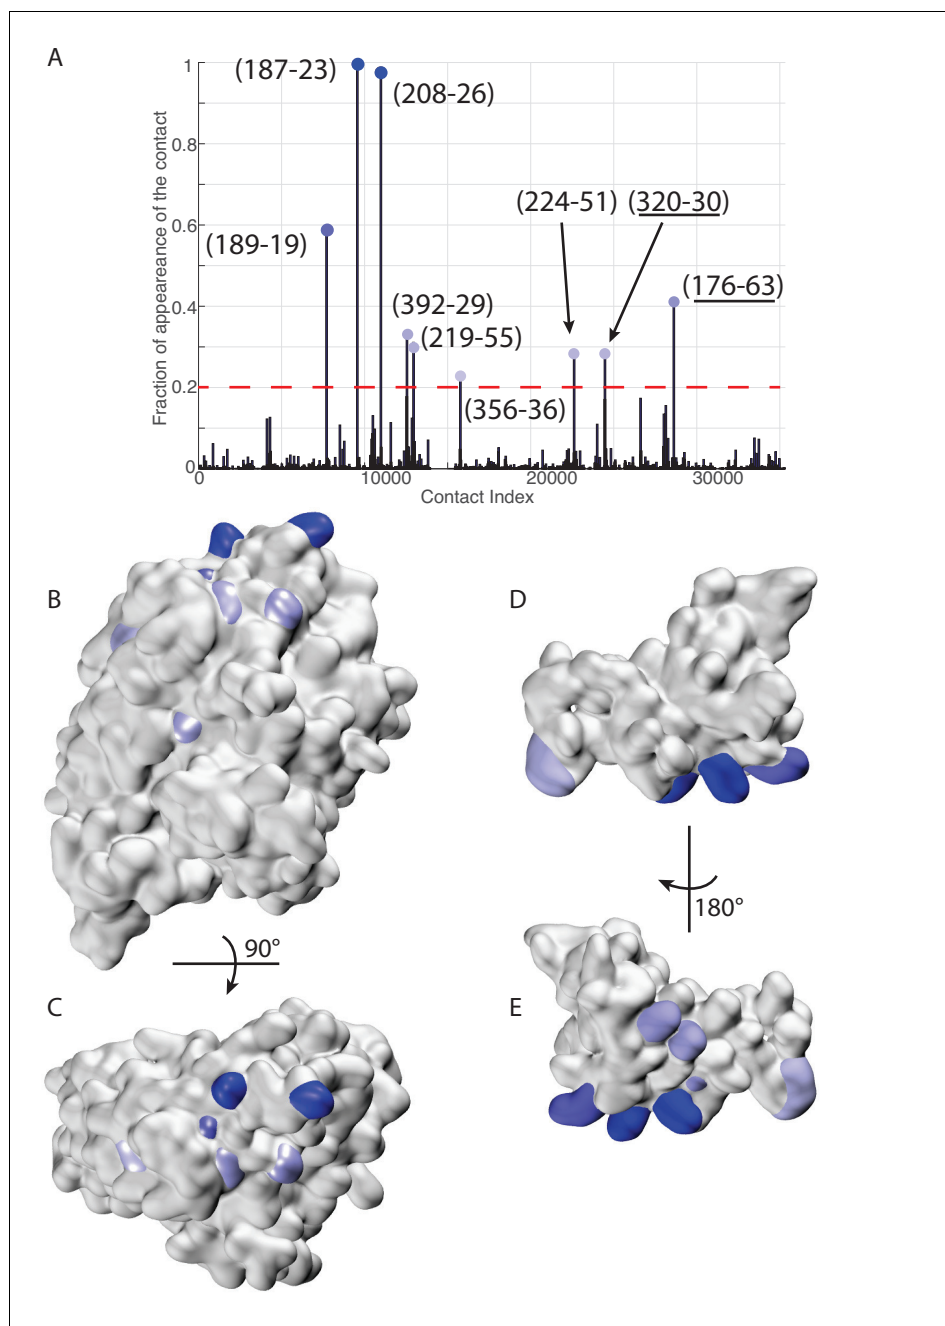 A
Fraction of appeareance of the contact
1
0.8
0.6
0.4
0.2
0
(187-23)
(208-26)
(224-51) (320-30)
(189-19)
(176-63)
(392-29)
(219-55)
(356-36)
0 10000 20000 30000
Contact Index
B
D
90°
180°
C
E